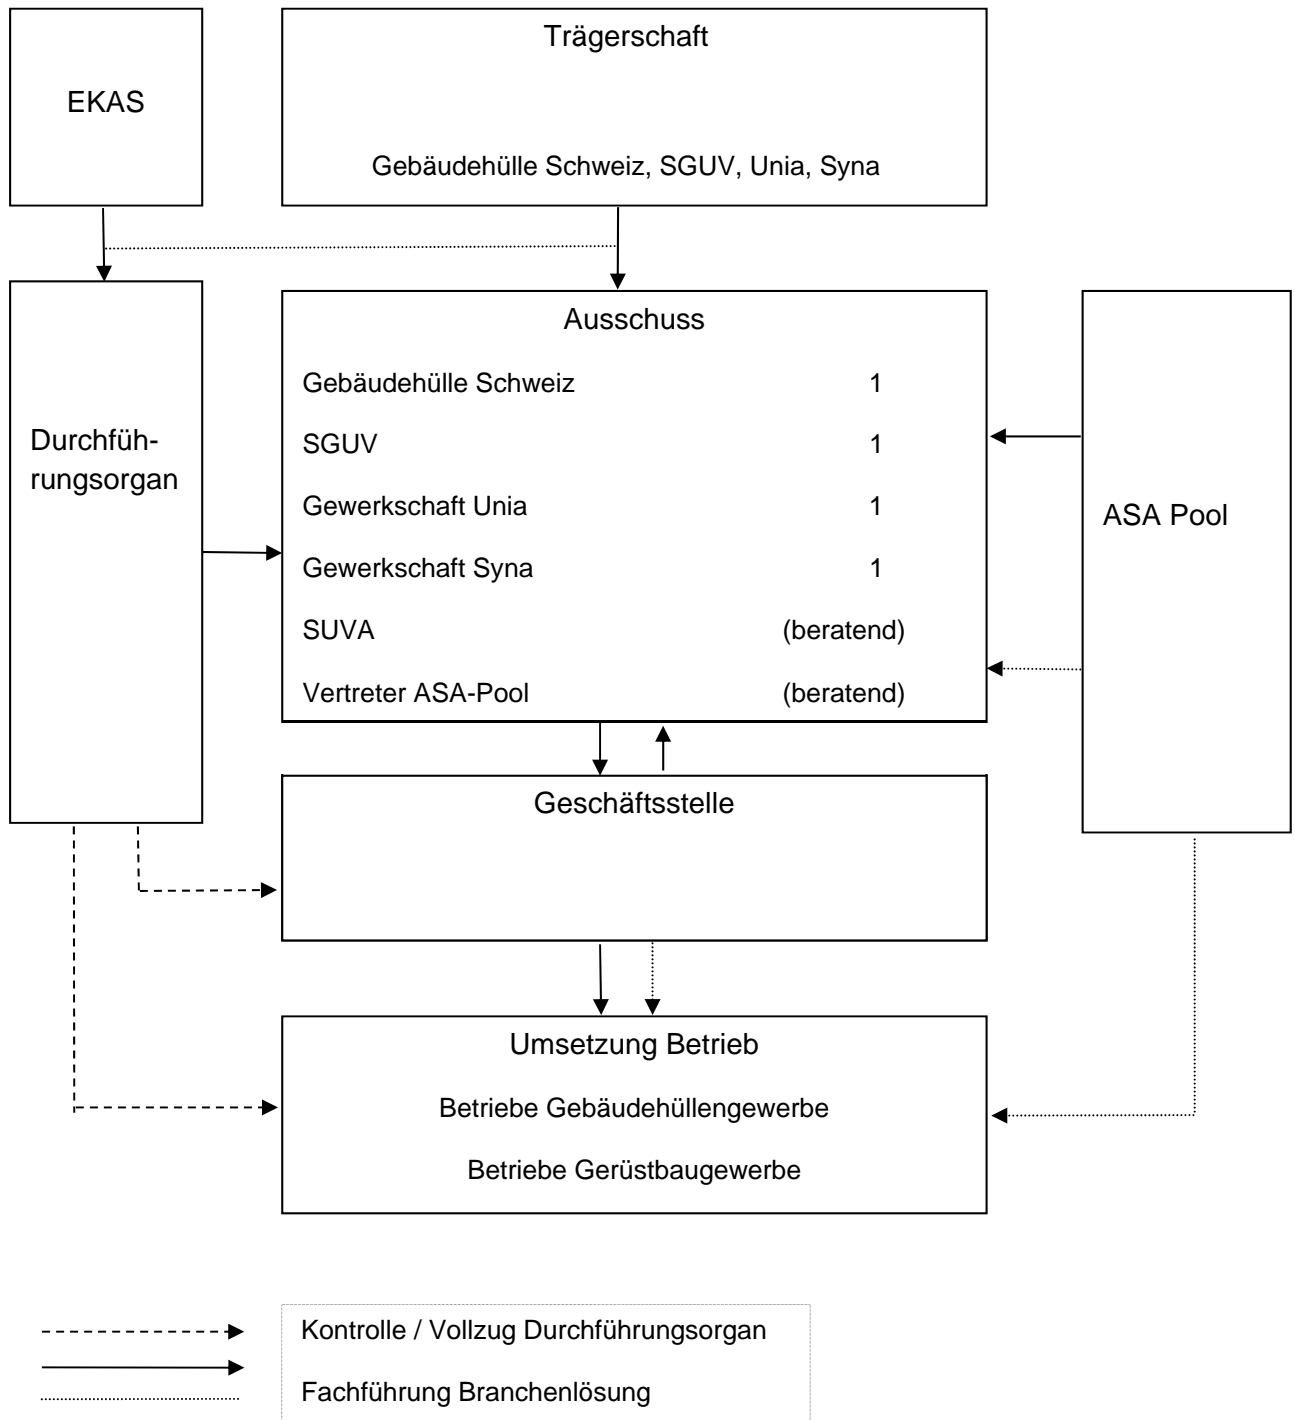 EKAS
Trägerschaft
Gebäudehülle Schweiz, SGUV, Unia, Syna
Durchfüh-
rungsorgan
Ausschuss
Gebäudehülle Schweiz 1
SGUV 1
Gewerkschaft Unia 1
Gewerkschaft Syna 1
SUVA (beratend)
Vertreter ASA-Pool (beratend)
ASA Pool
Geschäftsstelle
Umsetzung Betrieb
Betriebe Gebäudehüllengewerbe
Betriebe Gerüstbaugewerbe
Kontrolle / Vollzug Durchführungsorgan
Fachführung Branchenlösung